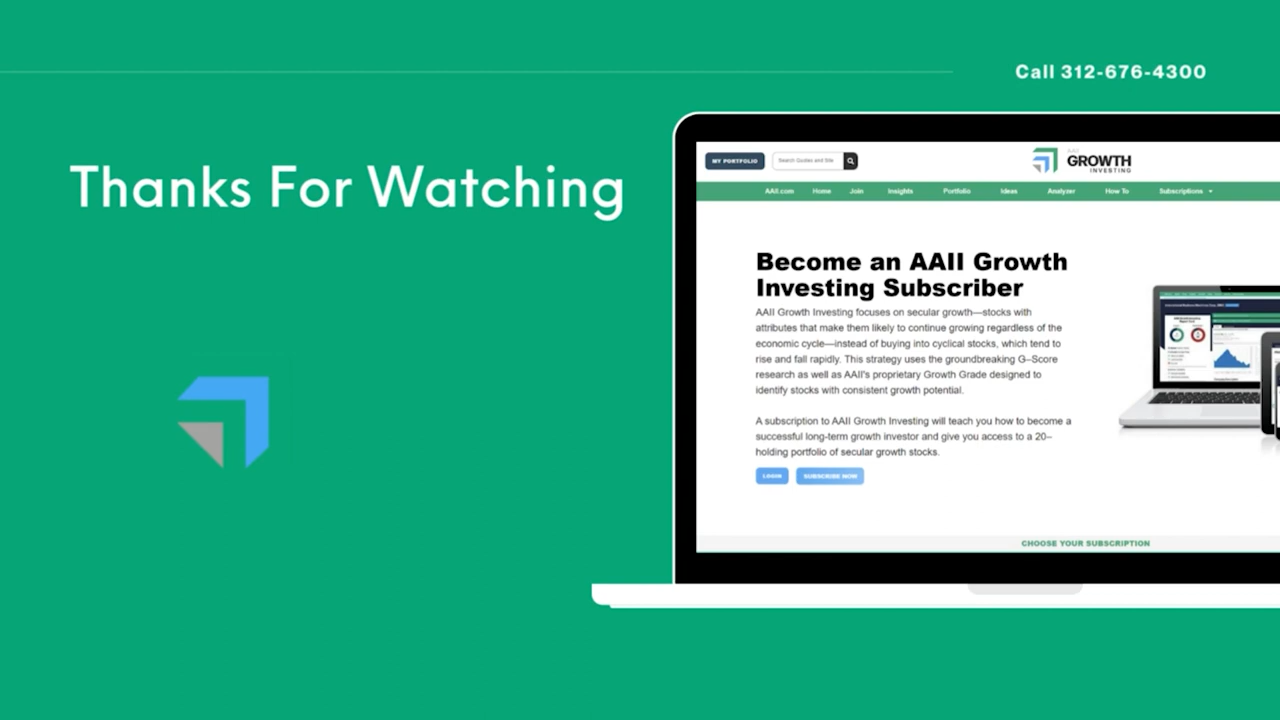 Call 312-676-4300
Thanks For Watching
MY PORTFOLIO
Search Quotes and Site
AAII
GROWTH
INVESTING
AAII.com Home Join Insights Portfolio Ideas Analyzer How To Subscriptions
Become an AAII Growth
Investing Subscriber
AAII Growth Investing focuses on secular growth—stocks with
attributes that make them likely to continue growing regardless of the
economic cycle—instead of buying into cyclical stocks, which tend to
rise and fall rapidly. This strategy uses the groundbreaking G–Score
research as well as AAII's proprietary Growth Grade designed to
identify stocks with consistent growth potential.
A subscription to AAII Growth Investing will teach you how to become a
successful long-term growth investor and give you access to a 20–
holding portfolio of secular growth stocks.
LOGIN SUBSCRIBE NOW
CHOOSE YOUR SUBSCRIPTION